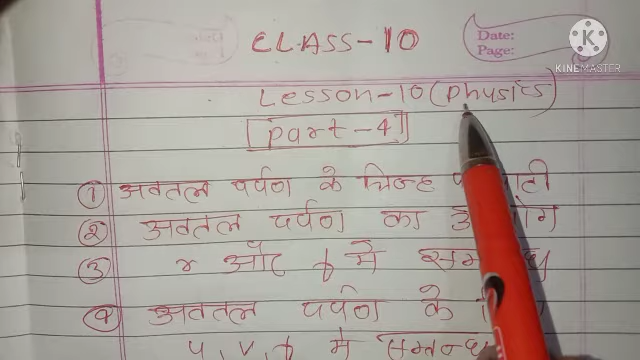 CLASS-10
Date:
Page:
KINEMASTER
Lesson-10 (Physics)
Part-4
① अवतल दर्पण के चिन्ह
② अवतल दर्पण का
③ r और f में
④ अवतल दर्पण के
u, v, f में सम्बन्ध